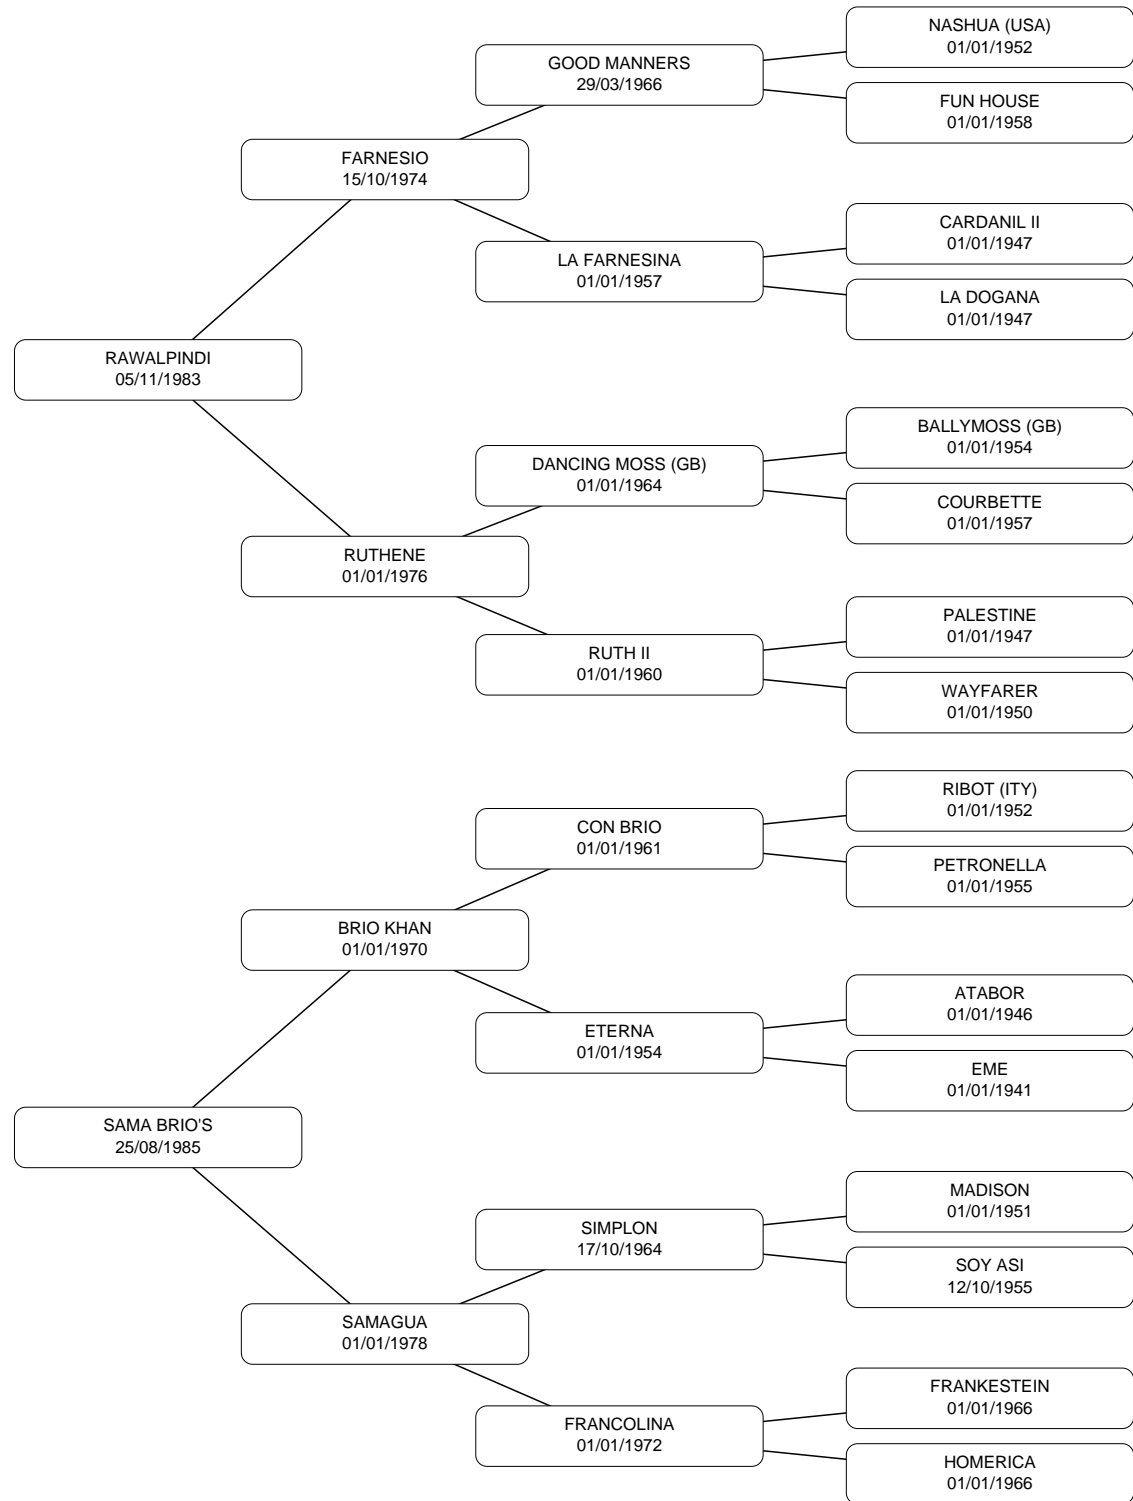 NASHUA (USA)
01/01/1952
GOOD MANNERS
29/03/1966
FUN HOUSE
01/01/1958
FARNESIO
15/10/1974
CARDANIL II
01/01/1947
LA FARNESINA
01/01/1957
LA DOGANA
01/01/1947
RAWALPINDI
05/11/1983
BALLYMOSS (GB)
01/01/1954
DANCING MOSS (GB)
01/01/1964
COURBETTE
01/01/1957
RUTHENE
01/01/1976
PALESTINE
01/01/1947
RUTH II
01/01/1960
WAYFARER
01/01/1950
RIBOT (ITY)
01/01/1952
CON BRIO
01/01/1961
PETRONELLA
01/01/1955
BRIO KHAN
01/01/1970
ATABOR
01/01/1946
ETERNA
01/01/1954
EME
01/01/1941
SAMA BRIO'S
25/08/1985
MADISON
01/01/1951
SIMPLON
17/10/1964
SOY ASI
12/10/1955
SAMAGUA
01/01/1978
FRANKESTEIN
01/01/1966
FRANCOLINA
01/01/1972
HOMERICA
01/01/1966